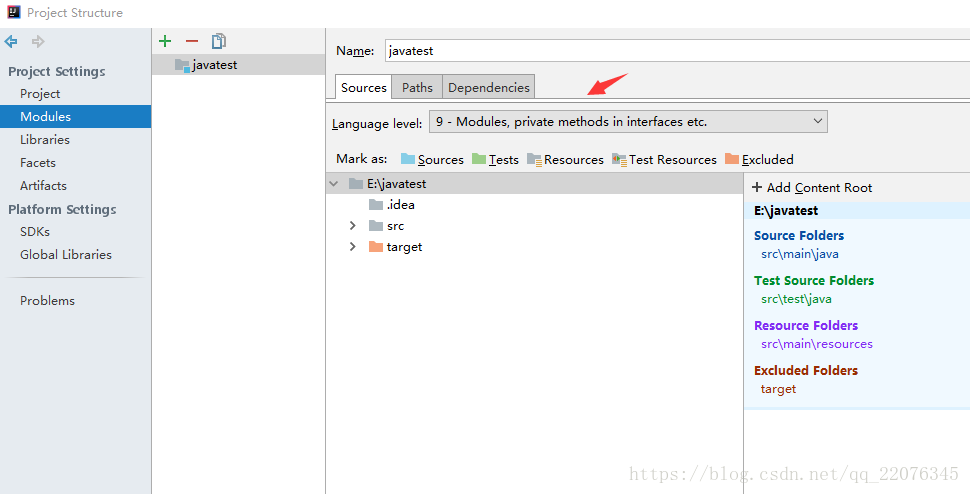 Project Structure
Project Settings
Project
Modules
Libraries
Facets
Artifacts
Platform Settings
SDKs
Global Libraries
Problems
javatest
Name: javatest
Sources Paths Dependencies
Language level: 9 - Modules, private methods in interfaces etc.
Mark as: Sources Tests Resources Test Resources Excluded
E:\javatest
.idea
src
target
+ Add Content Root
E:\javatest
Source Folders
src\main\java
Test Source Folders
src\test\java
Resource Folders
src\main\resources
Excluded Folders
target
https://blog.csdn.net/qq_22076345